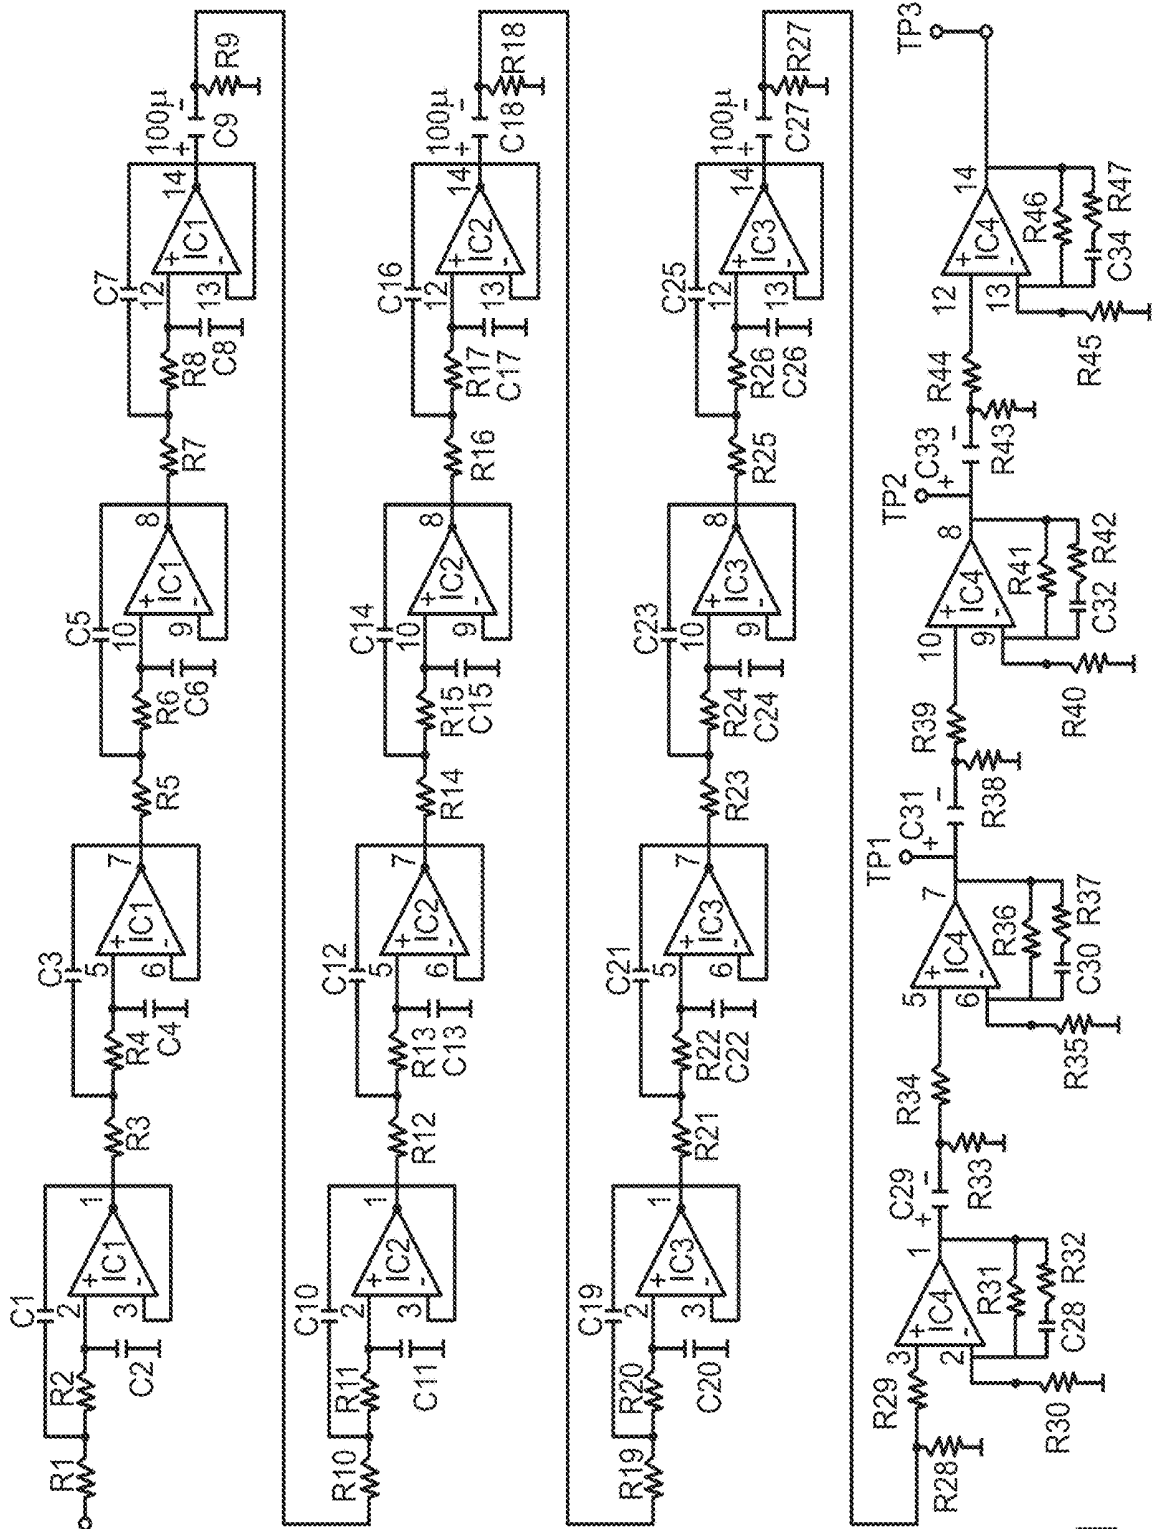 R1
R2
C1
C2
2
3
+
-
IC1
1
R3
R4
C3
C4
5
6
+
-
IC1
7
R5
R6
C5
C6
10
9
+
-
IC1
8
R7
R8
C7
C8
12
13
+
-
IC1
14
100µ
+
-
C9
R9
R10
R11
C10
C11
2
3
+
-
IC2
1
R12
R13
C12
C13
5
6
+
-
IC2
7
R14
R15
C14
C15
10
9
+
-
IC2
8
R16
R17
C16
C17
12
13
+
-
IC2
14
100µ
+
-
C18
R18
R19
R20
C19
C20
2
3
+
-
IC3
1
R21
R22
C21
C22
5
6
+
-
IC3
7
R23
R24
C23
C24
10
9
+
-
IC3
8
R25
R26
C25
C26
12
13
+
-
IC3
14
100µ
+
-
C27
R27
R28
R29
3
2
+
-
IC4
1
R30
R31
C28
R32
C29
+
-
R33
R34
5
6
+
-
IC4
7
R35
R36
C30
R37
TP1
C31
+
-
R38
R39
10
9
+
-
IC4
8
R40
R41
C32
R42
TP2
C33
+
-
R43
R44
12
13
+
-
IC4
14
R45
R46
C34
R47
TP3